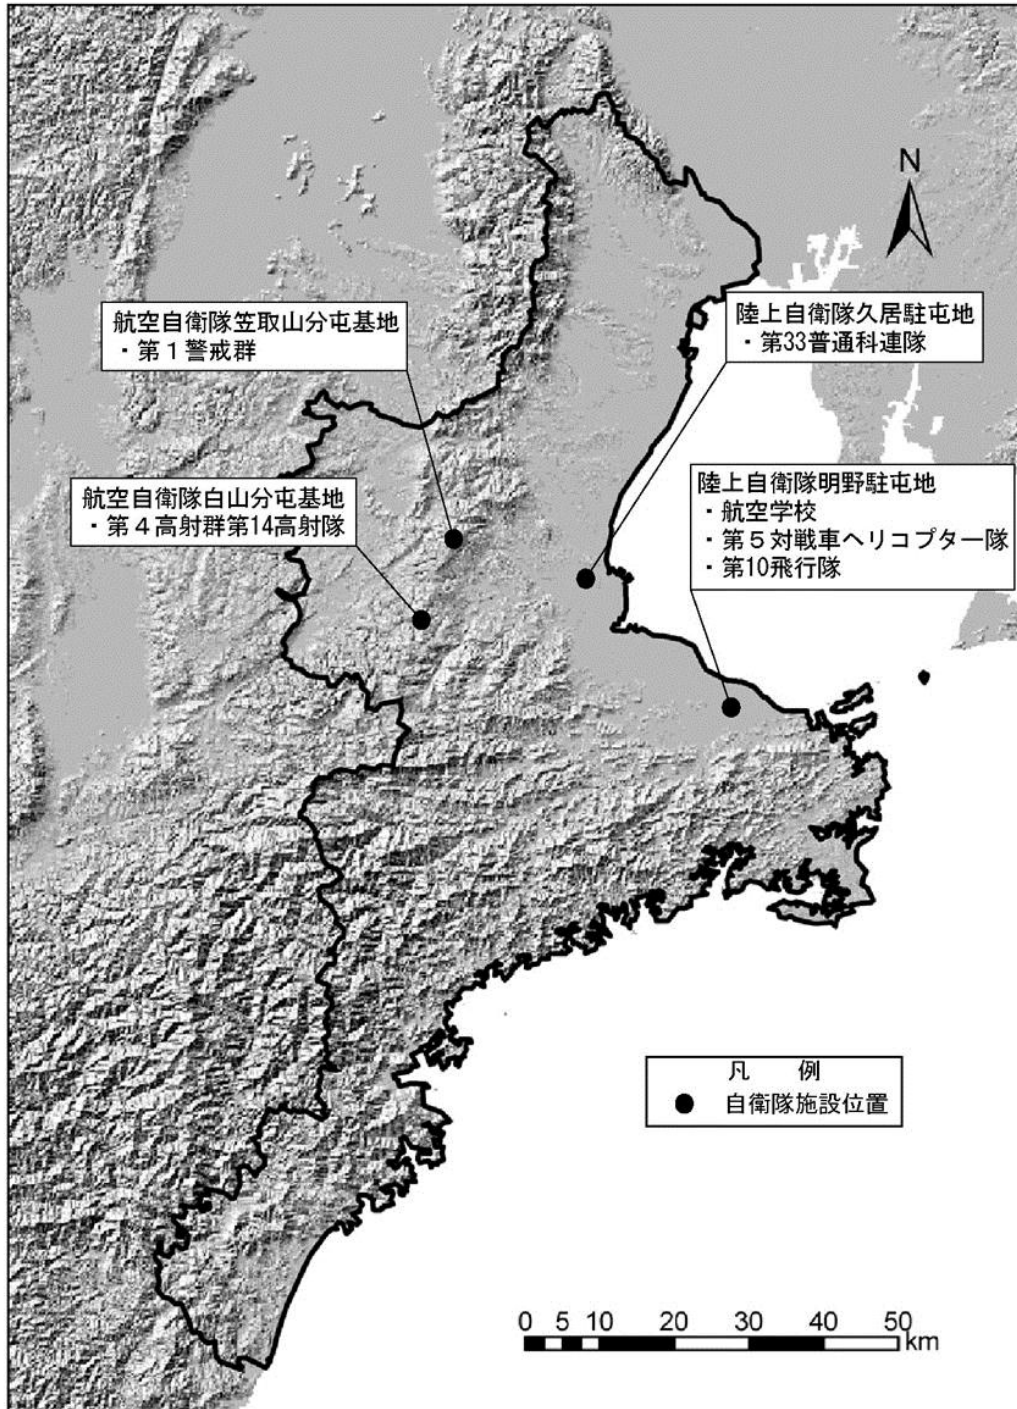 N
航空自衛隊笠取山分屯基地
・第１警戒群
陸上自衛隊久居駐屯地
・第33普通科連隊
航空自衛隊白山分屯基地
・第４高射群第14高射隊
陸上自衛隊明野駐屯地
・航空学校
・第５対戦車ヘリコプター隊
・第10飛行隊
凡　例
● 自衛隊施設位置
0 5 10 20 30 40 50 km